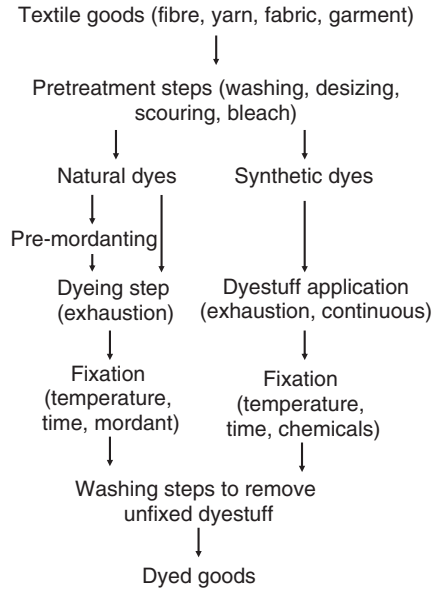 Textile goods (fibre, yarn, fabric, garment)
Pretreatment steps (washing, desizing,
scouring, bleach)
Natural dyes
Synthetic dyes
Pre-mordanting
Dyeing step
(exhaustion)
Dyestuff application
(exhaustion, continuous)
Fixation
(temperature,
time, mordant)
Fixation
(temperature,
time, chemicals)
Washing steps to remove
unfixed dyestuff
Dyed goods